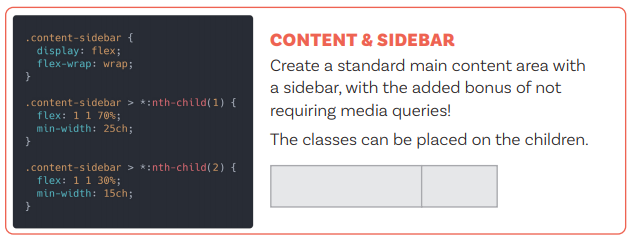 .content-sidebar {
  display: flex;
  flex-wrap: wrap;
}
.content-sidebar > *:nth-child(1) {
  flex: 1 1 70%;
  min-width: 25ch;
}
.content-sidebar > *:nth-child(2) {
  flex: 1 1 30%;
  min-width: 15ch;
}
CONTENT & SIDEBAR
Create a standard main content area with
a sidebar, with the added bonus of not
requiring media queries!
The classes can be placed on the children.